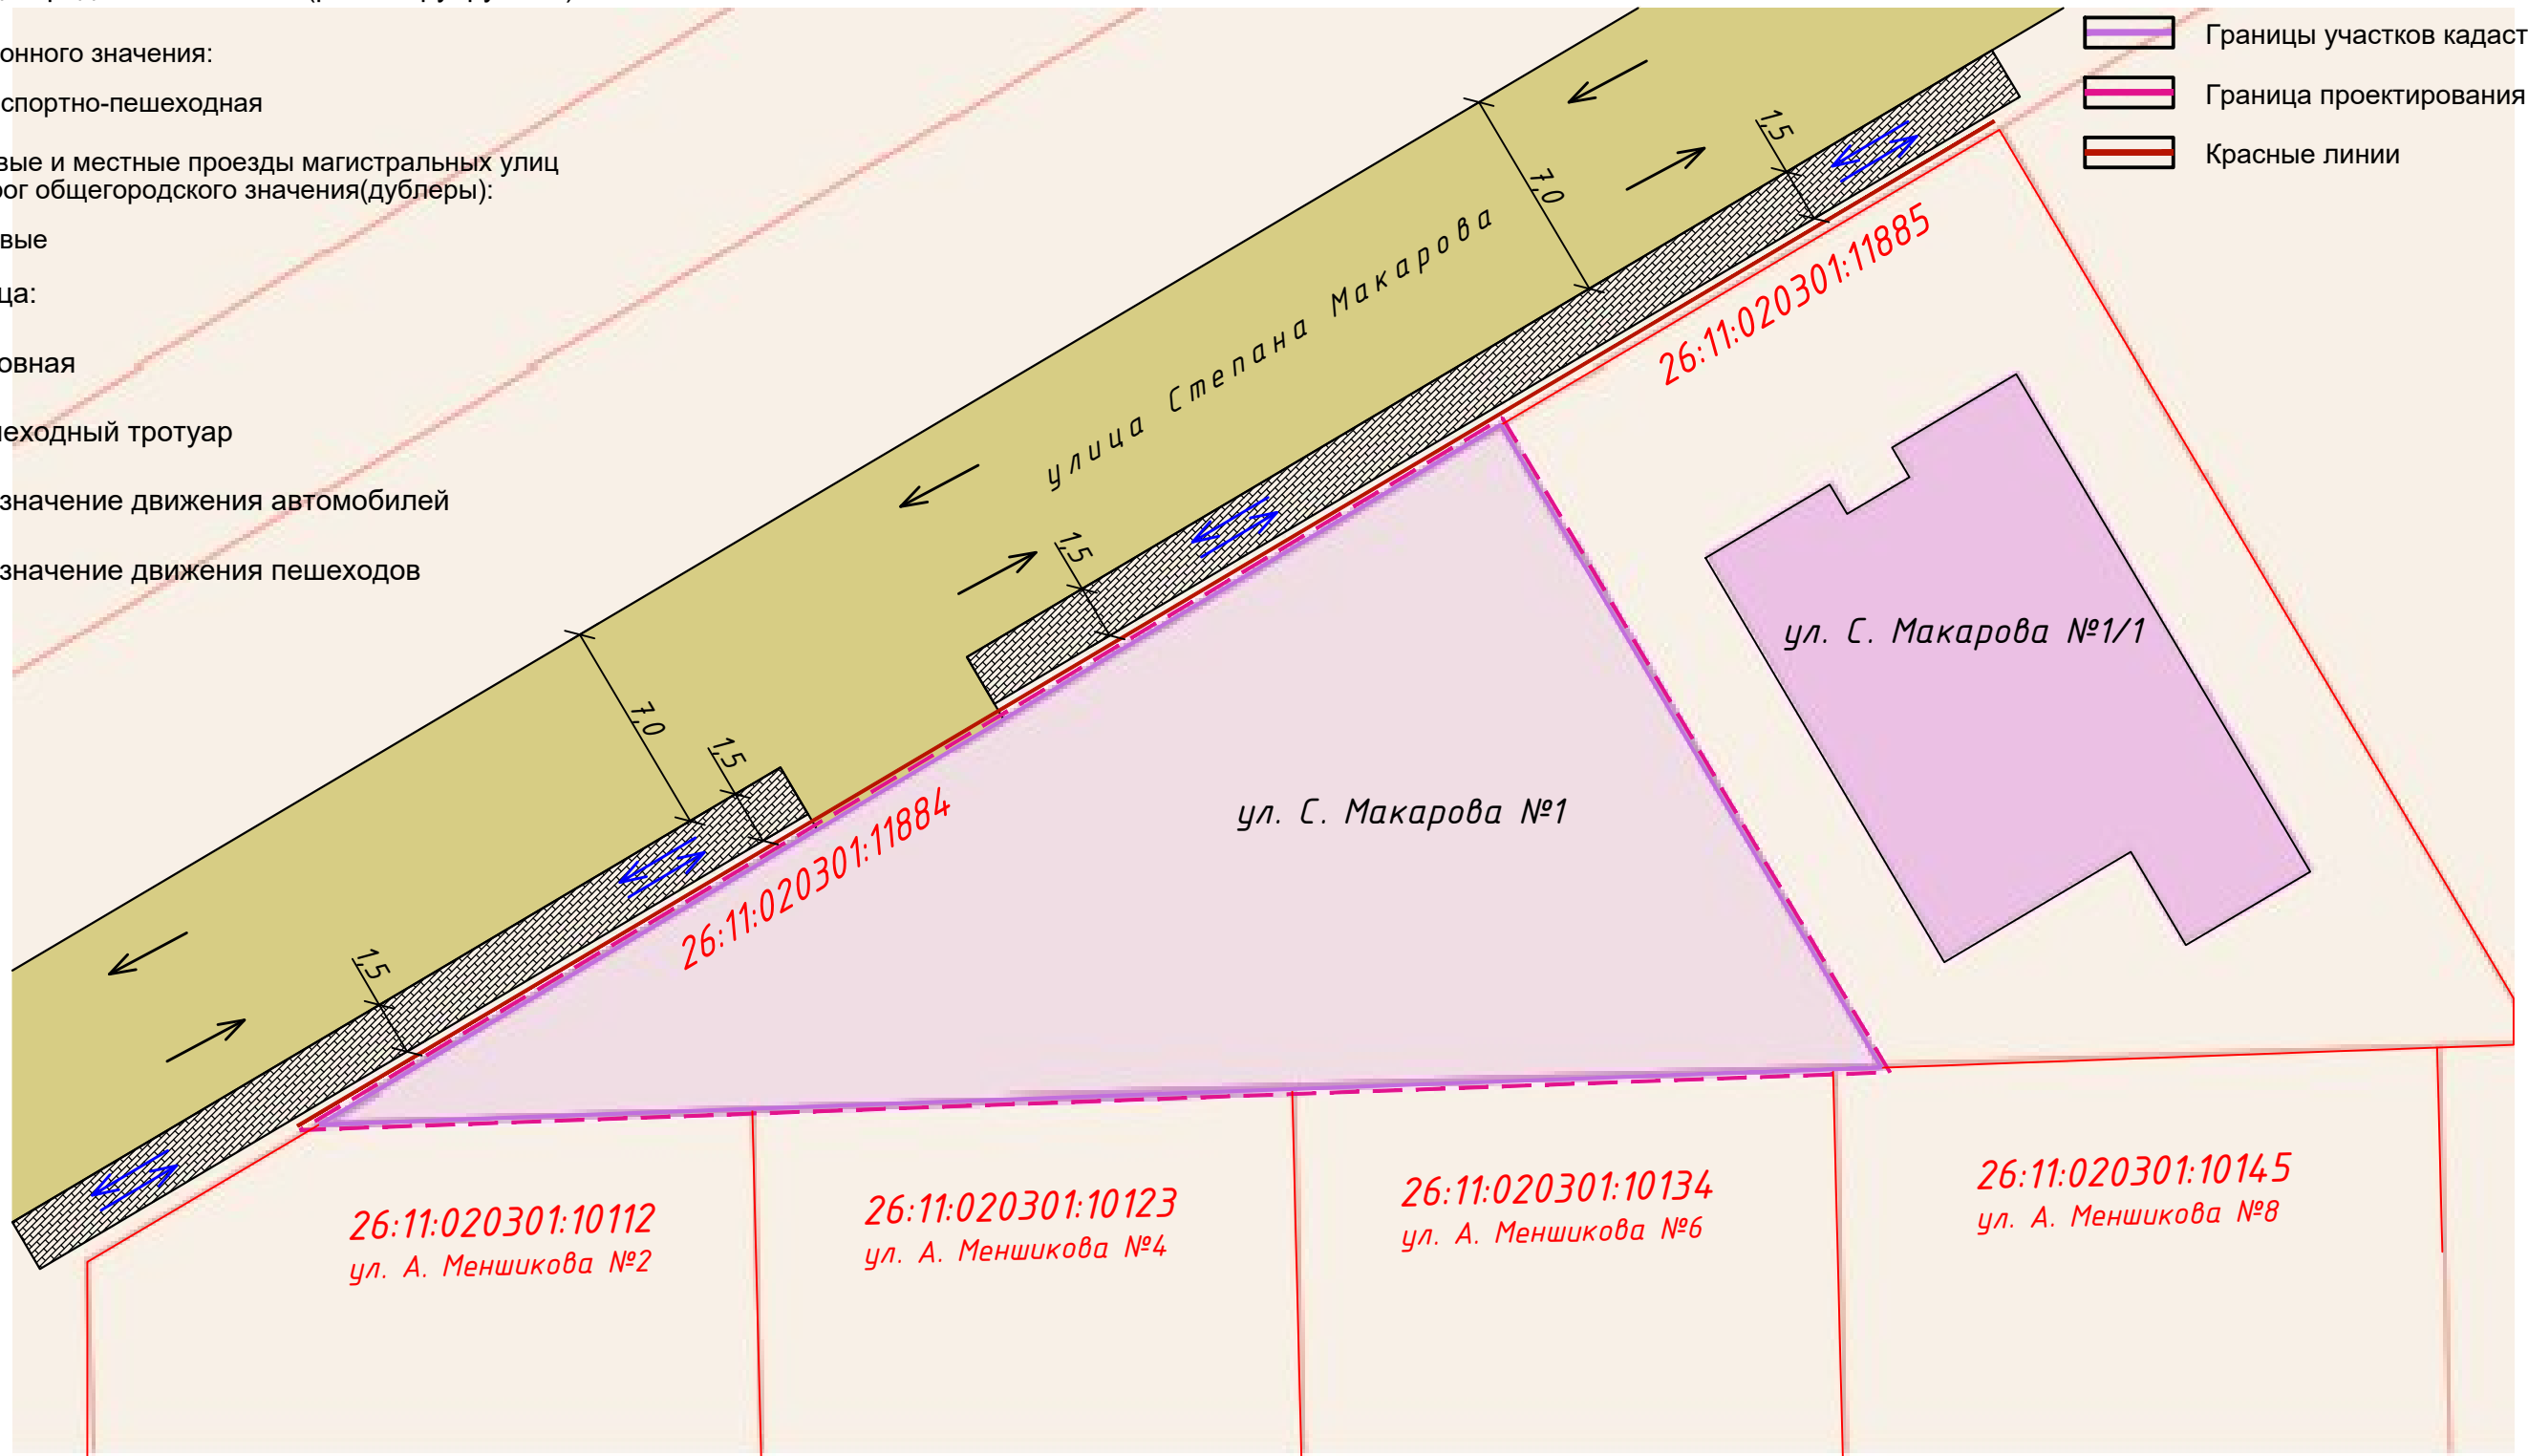 онного значения:
спортно-пешеходная
вые и местные проезды магистральных улиц
рог общегородского значения(дублеры):
вые
ца:
овная
еходный тротуар
значение движения автомобилей
значение движения пешеходов
Границы участков кадаст
Граница проектирования
Красные линии
1,5
7,0
улица Степана Макарова
26:11:020301:11885
1,5
ул. С. Макарова №1/1
7,0
1,5
ул. С. Макарова №1
26:11:020301:11884
1,5
26:11:020301:10112
ул. А. Меншикова №2
26:11:020301:10123
ул. А. Меншикова №4
26:11:020301:10134
ул. А. Меншикова №6
26:11:020301:10145
ул. А. Меншикова №8